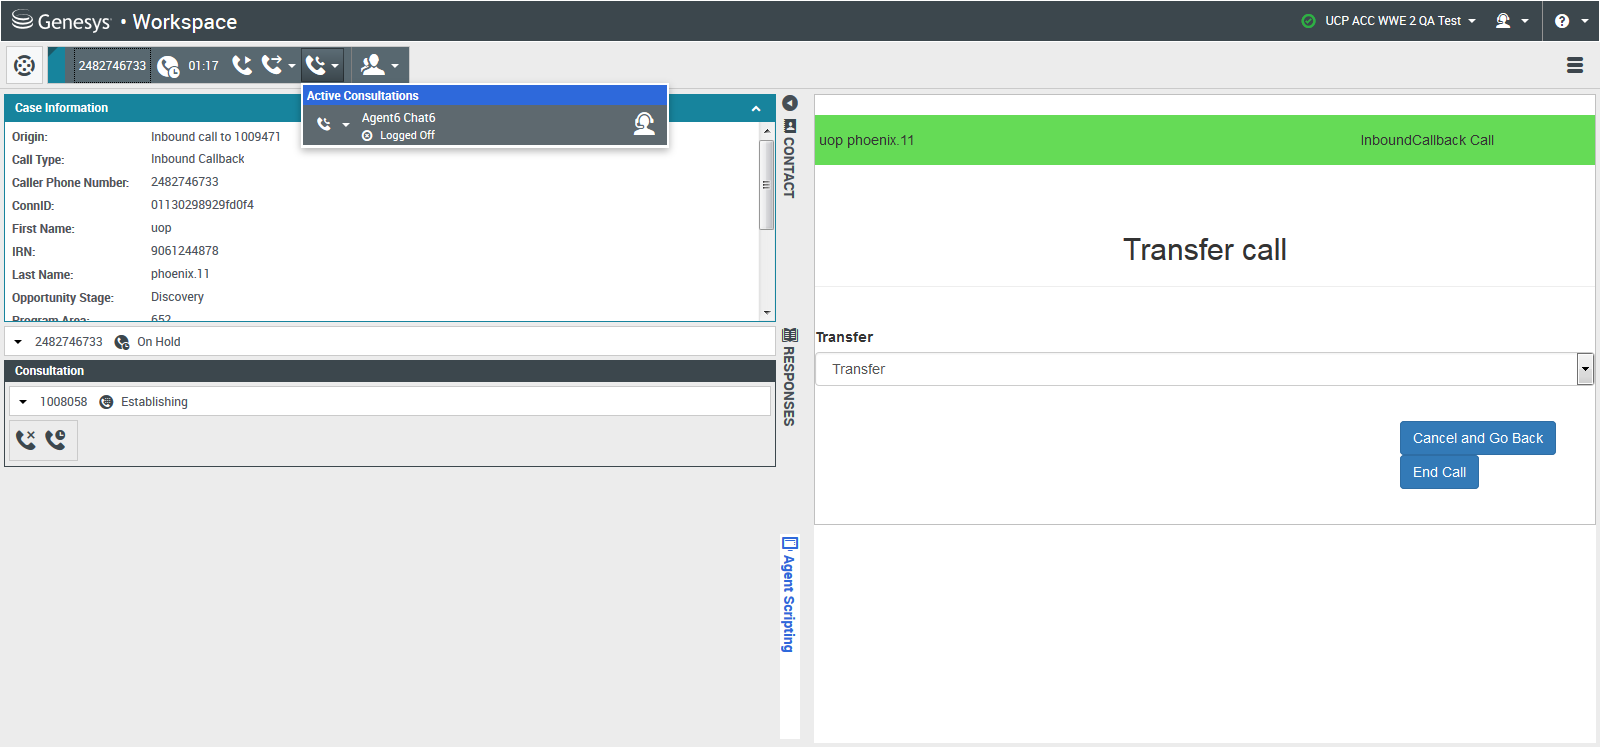 Genesys • Workspace
UCP ACC WWE 2 QA Test
2482746733
01:17
Active Consultations
Agent6 Chat6
Logged Off
Case Information
Origin: Inbound call to 1009471
Call Type: Inbound Callback
Caller Phone Number: 2482746733
ConnID: 01130298929fd0f4
First Name: uop
IRN: 9061244878
Last Name: phoenix.11
Opportunity Stage: Discovery
Program Area: 652
2482746733 On Hold
Consultation
1008058 Establishing
CONTACT
RESPONSES
Agent Scripting
uop phoenix.11 InboundCallback Call
Transfer call
Transfer
Transfer
Cancel and Go Back
End Call